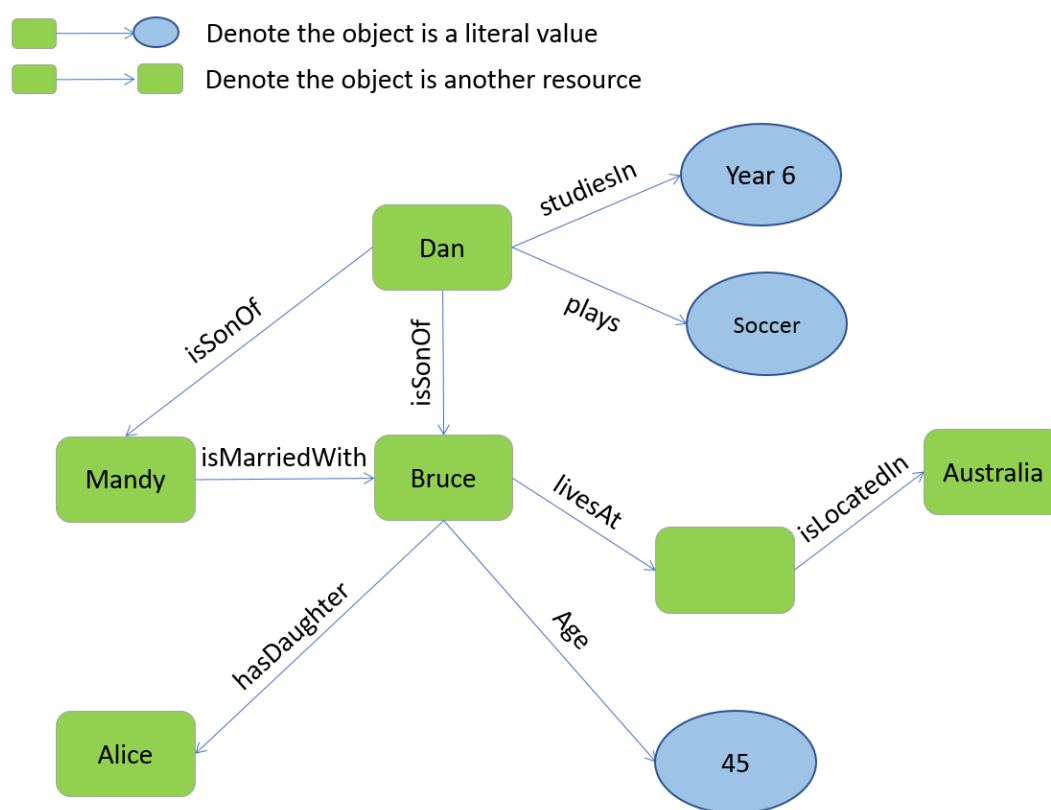 Denote the object is a literal value
Denote the object is another resource
Year 6
studiesIn
Dan
plays
Soccer
isSonOf
isSonOf
Mandy
isMarriedWith
Bruce
livesAt
isLocatedIn
Australia
hasDaughter
Age
Alice
45